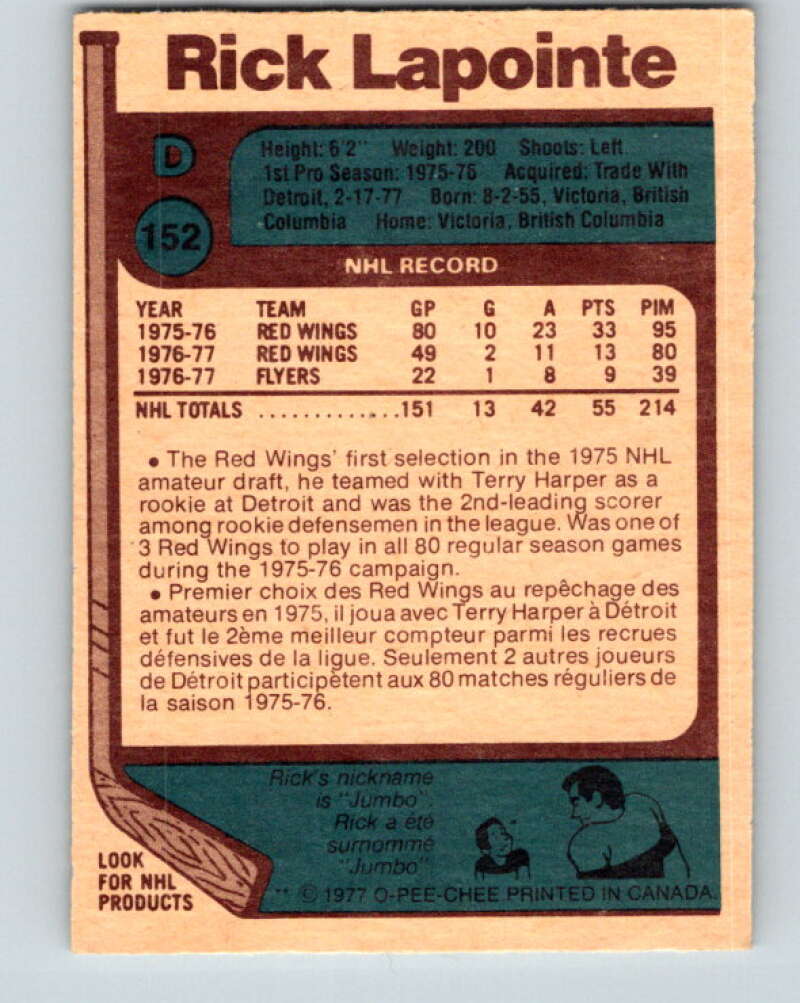 Rick Lapointe
D
152
Height: 6'2" Weight: 200 Shoots: Left
1st Pro Season: 1975-76 Acquired: Trade With
Detroit, 2-17-77 Born: 8-2-55, Victoria, British
Columbia Home: Victoria, British Columbia
NHL RECORD
YEAR TEAM GP G A PTS PIM
1975-76 RED WINGS 80 10 23 33 95
1976-77 RED WINGS 49 2 11 13 80
1976-77 FLYERS 22 1 8 9 39
NHL TOTALS .............151 13 42 55 214
• The Red Wings' first selection in the 1975 NHL
amateur draft, he teamed with Terry Harper as a
rookie at Detroit and was the 2nd-leading scorer
among rookie defensemen in the league. Was one of
3 Red Wings to play in all 80 regular season games
during the 1975-76 campaign.
• Premier choix des Red Wings au repêchage des
amateurs en 1975, il joua avec Terry Harper à Détroit
et fut le 2ème meilleur compteur parmi les recrues
défensives de la ligue. Seulement 2 autres joueurs
de Détroit participètent aux 80 matches réguliers de
la saison 1975-76.
Rick's nickname
is "Jumbo".
Rick a été
surnommé
"Jumbo"
LOOK
FOR NHL
PRODUCTS
** © 1977 O-PEE-CHEE PRINTED IN CANADA.